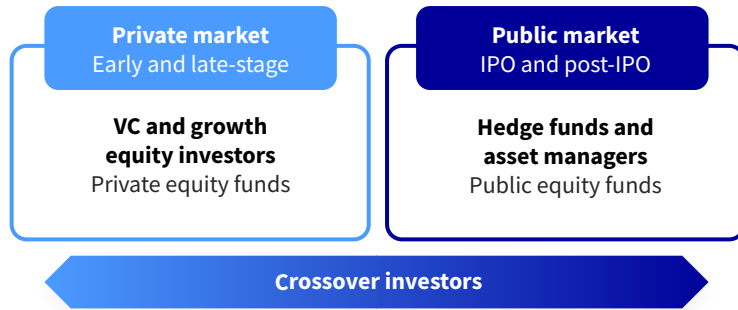 Private market
Early and late-stage
VC and growth
equity investors
Private equity funds
Public market
IPO and post-IPO
Hedge funds and
asset managers
Public equity funds
Crossover investors